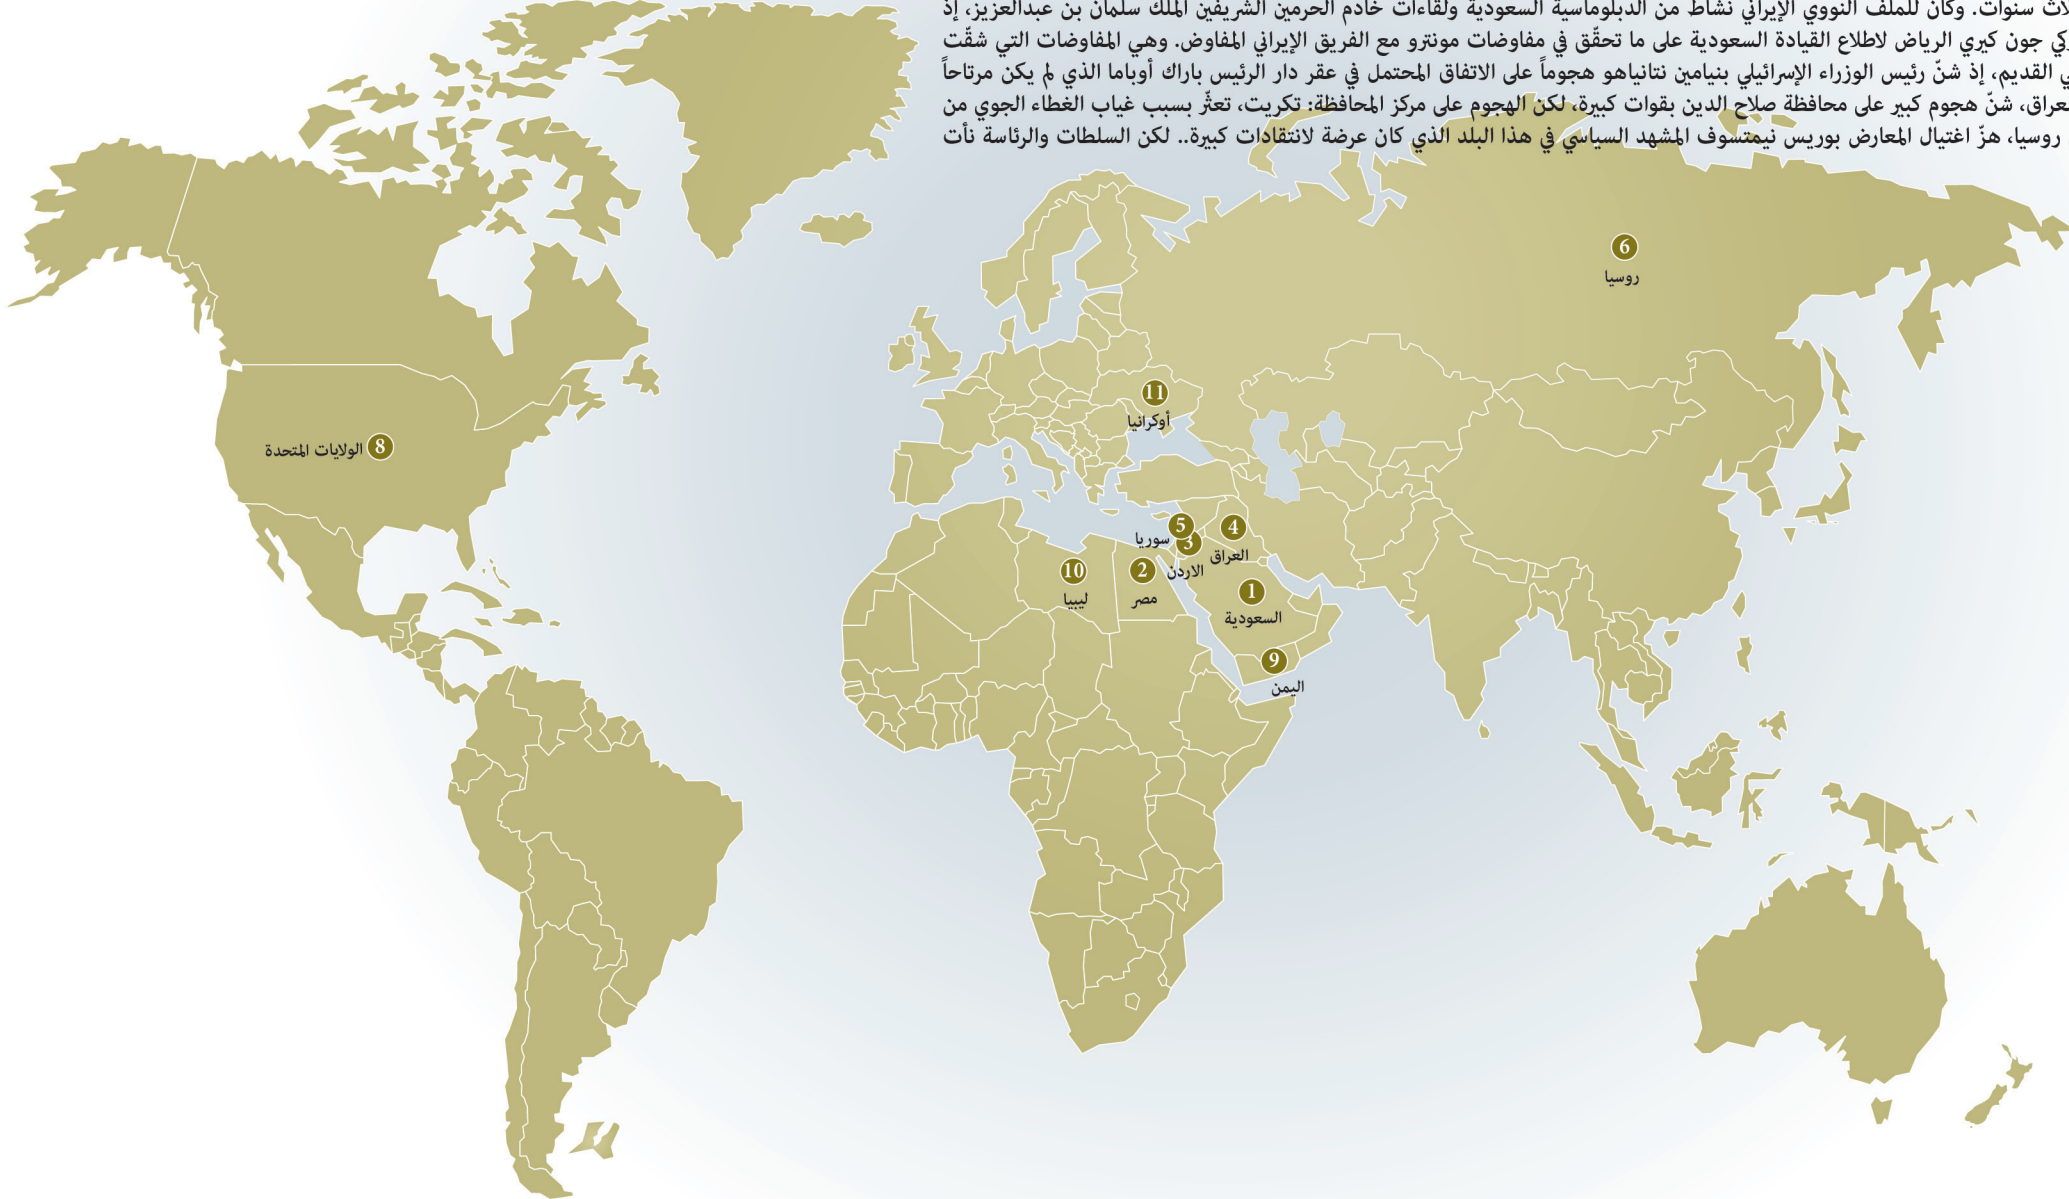 لاث سنوات. وكان للملف النووي الإيراني نشاط من الدبلوماسية السعودية ولقاءات خادم الحرمين الشريفين الملك سلمان بن عبدالعزيز، إذ
كي جون كيري الرياض لاطلاع القيادة السعودية على ما تحقّق في مفاوضات مونترو مع الفريق الإيراني المفاوض. وهي المفاوضات التي شقّت
ي القديم، إذ شنّ رئيس الوزراء الإسرائيلي بنيامين نتانياهو هجوماً على الاتفاق المحتمل في عقر دار الرئيس باراك أوباما الذي لم يكن مرتاحاً
عراق، شنّ هجوم كبير على محافظة صلاح الدين بقوات كبيرة، لكن الهجوم على مركز المحافظة: تكريت، تعثّر بسبب غياب الغطاء الجوي من
روسيا، هزّ اغتيال المعارض بوريس نيمتسوف المشهد السياسي في هذا البلد الذي كان عرضة لانتقادات كبيرة.. لكن السلطات والرئاسة نأت
6
روسيا
11
أوكرانيا
8 الولايات المتحدة
5
سوريا
4
العراق
3
الاردن
2
مصر
10
ليبيا
1
السعودية
9
اليمن